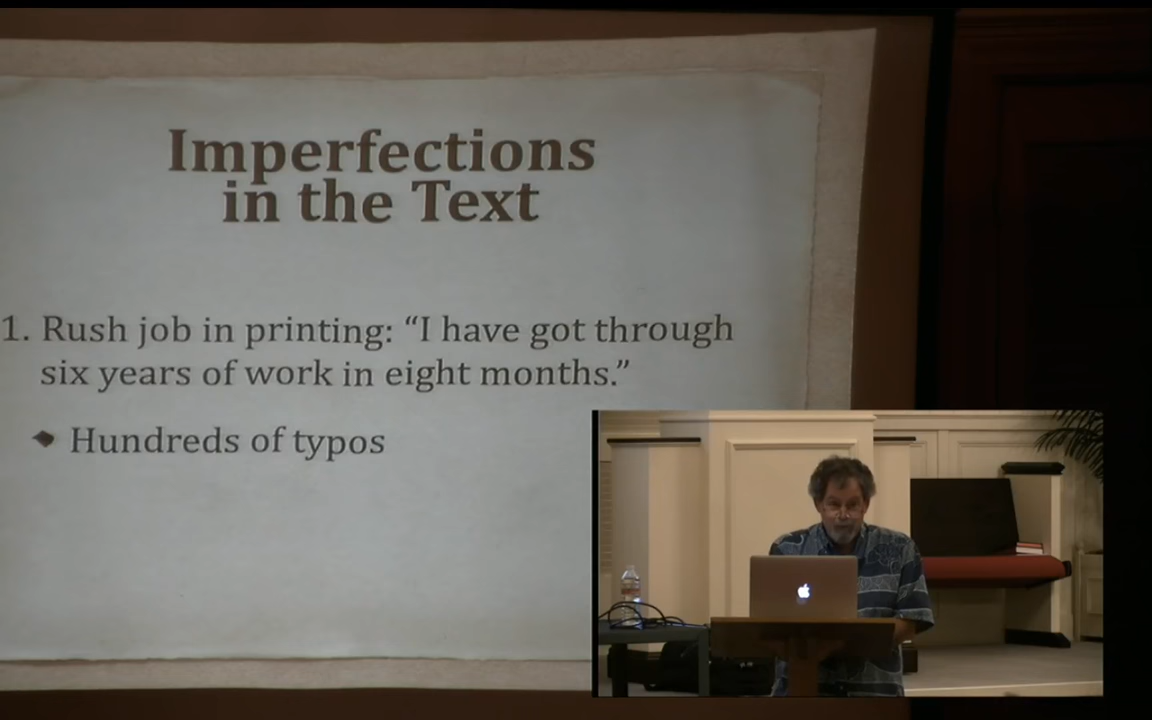 Imperfections
in the Text
1. Rush job in printing: “I have got through
six years of work in eight months.”
Hundreds of typos